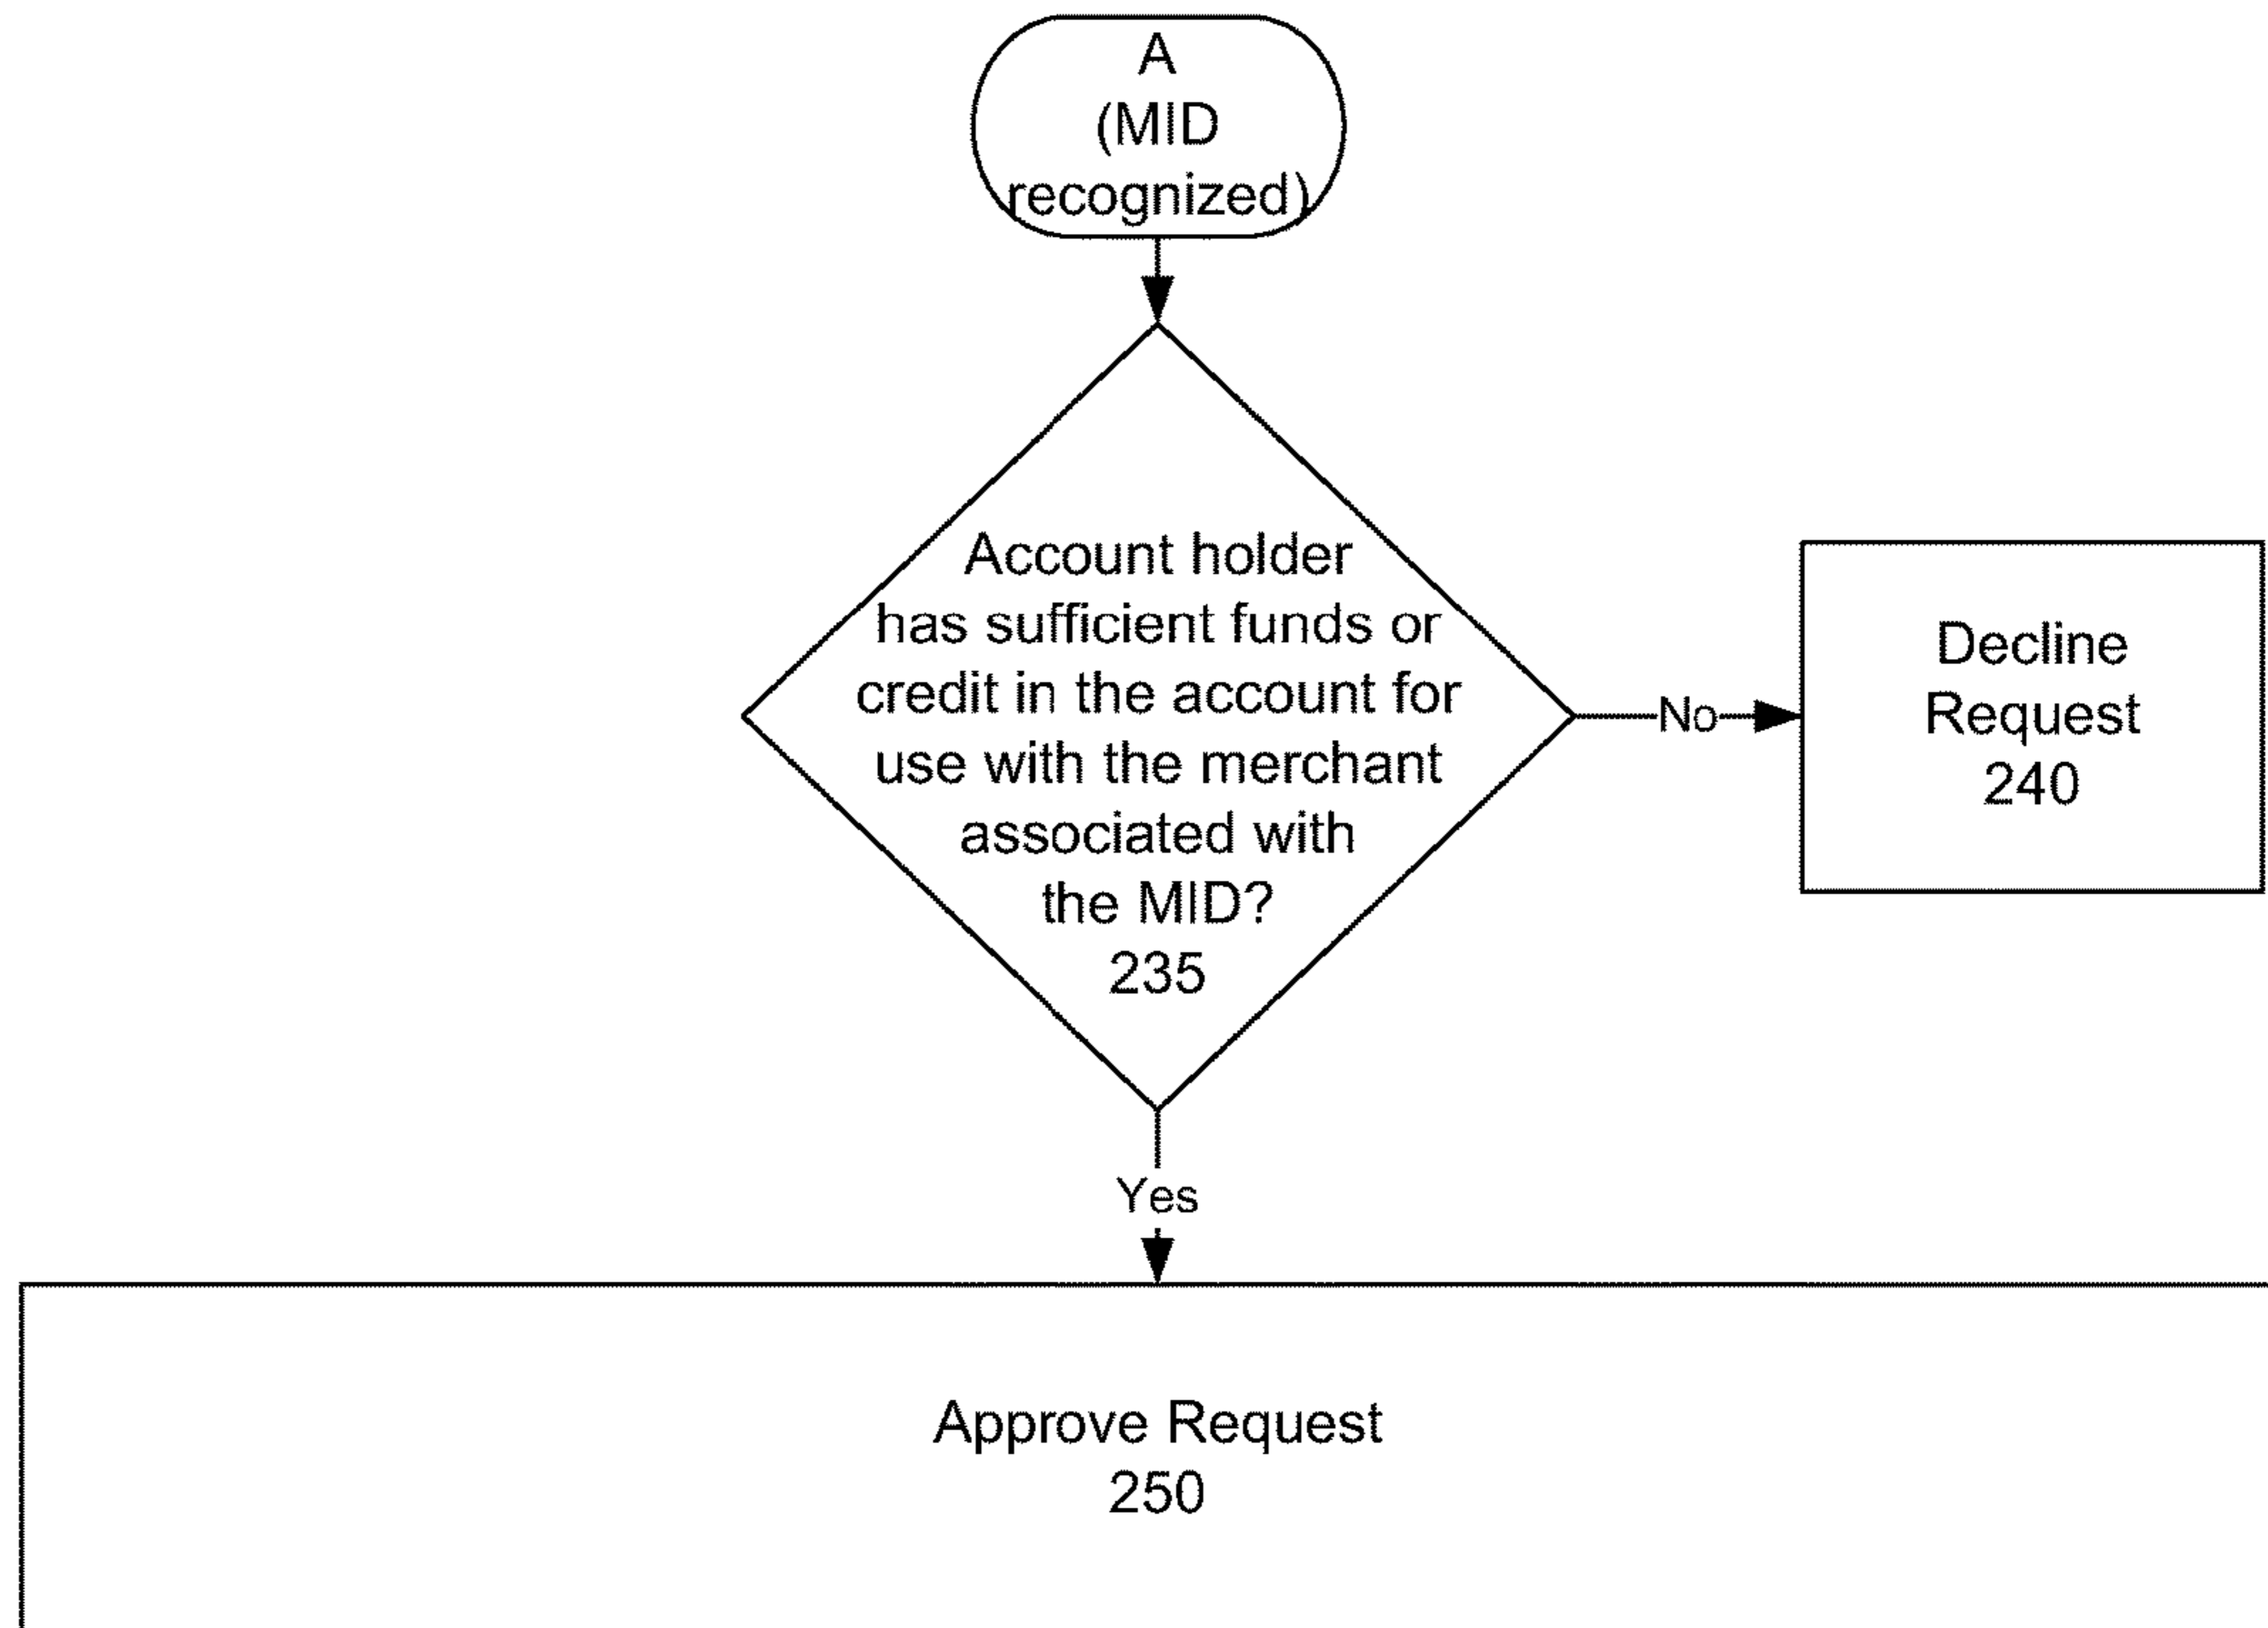 A
(MID
recognized)
Account holder
has sufficient funds or
credit in the account for
use with the merchant
associated with
the MID?
235
No
Decline
Request
240
Yes
Approve Request
250